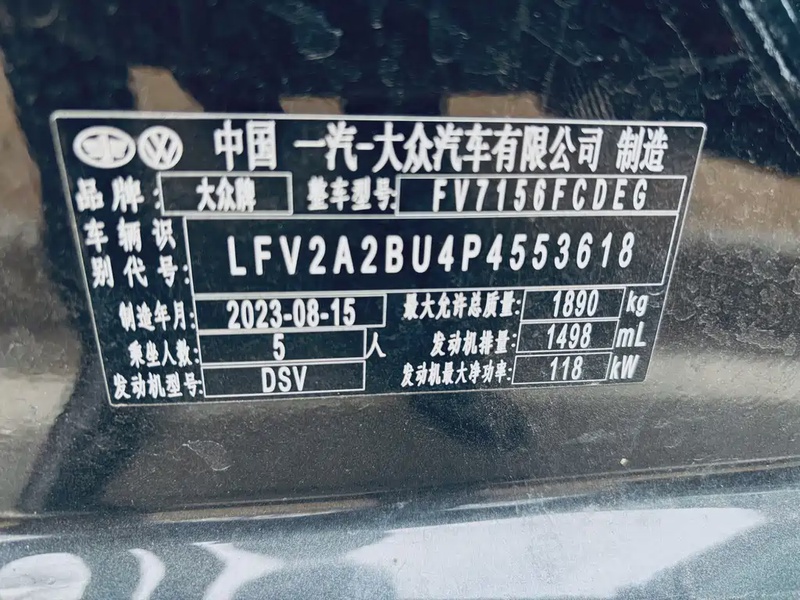 中国 一汽-大众汽车有限公司 制造
品牌: 大众牌 整车型号: FV7156FCDEG
车辆识别代号: LFV2A2BU4P4553618
制造年月: 2023-08-15 最大允许总质量: 1890 kg
乘坐人数: 5 人 发动机排量: 1498 mL
发动机型号: DSV 发动机最大净功率: 118 kW